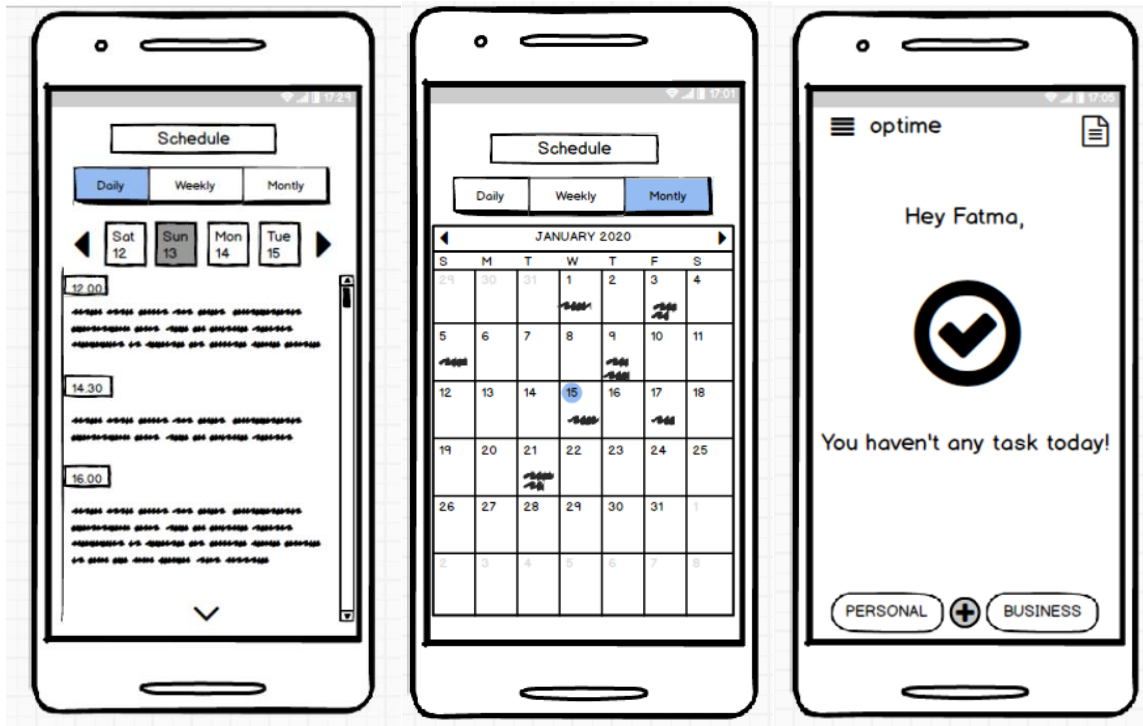 17:29
Schedule
Daily Weekly Montly
Sat Sun Mon Tue
12 13 14 15
12.00
14.30
16.00
17:01
Schedule
Daily Weekly Montly
JANUARY 2020
S M T W T F S
29 30 31 1 2 3 4
5 6 7 8 9 10 11
12 13 14 15 16 17 18
19 20 21 22 23 24 25
26 27 28 29 30 31 1
2 3 4 5 6 7 8
17:05
optime
Hey Fatma,
You haven't any task today!
PERSONAL BUSINESS